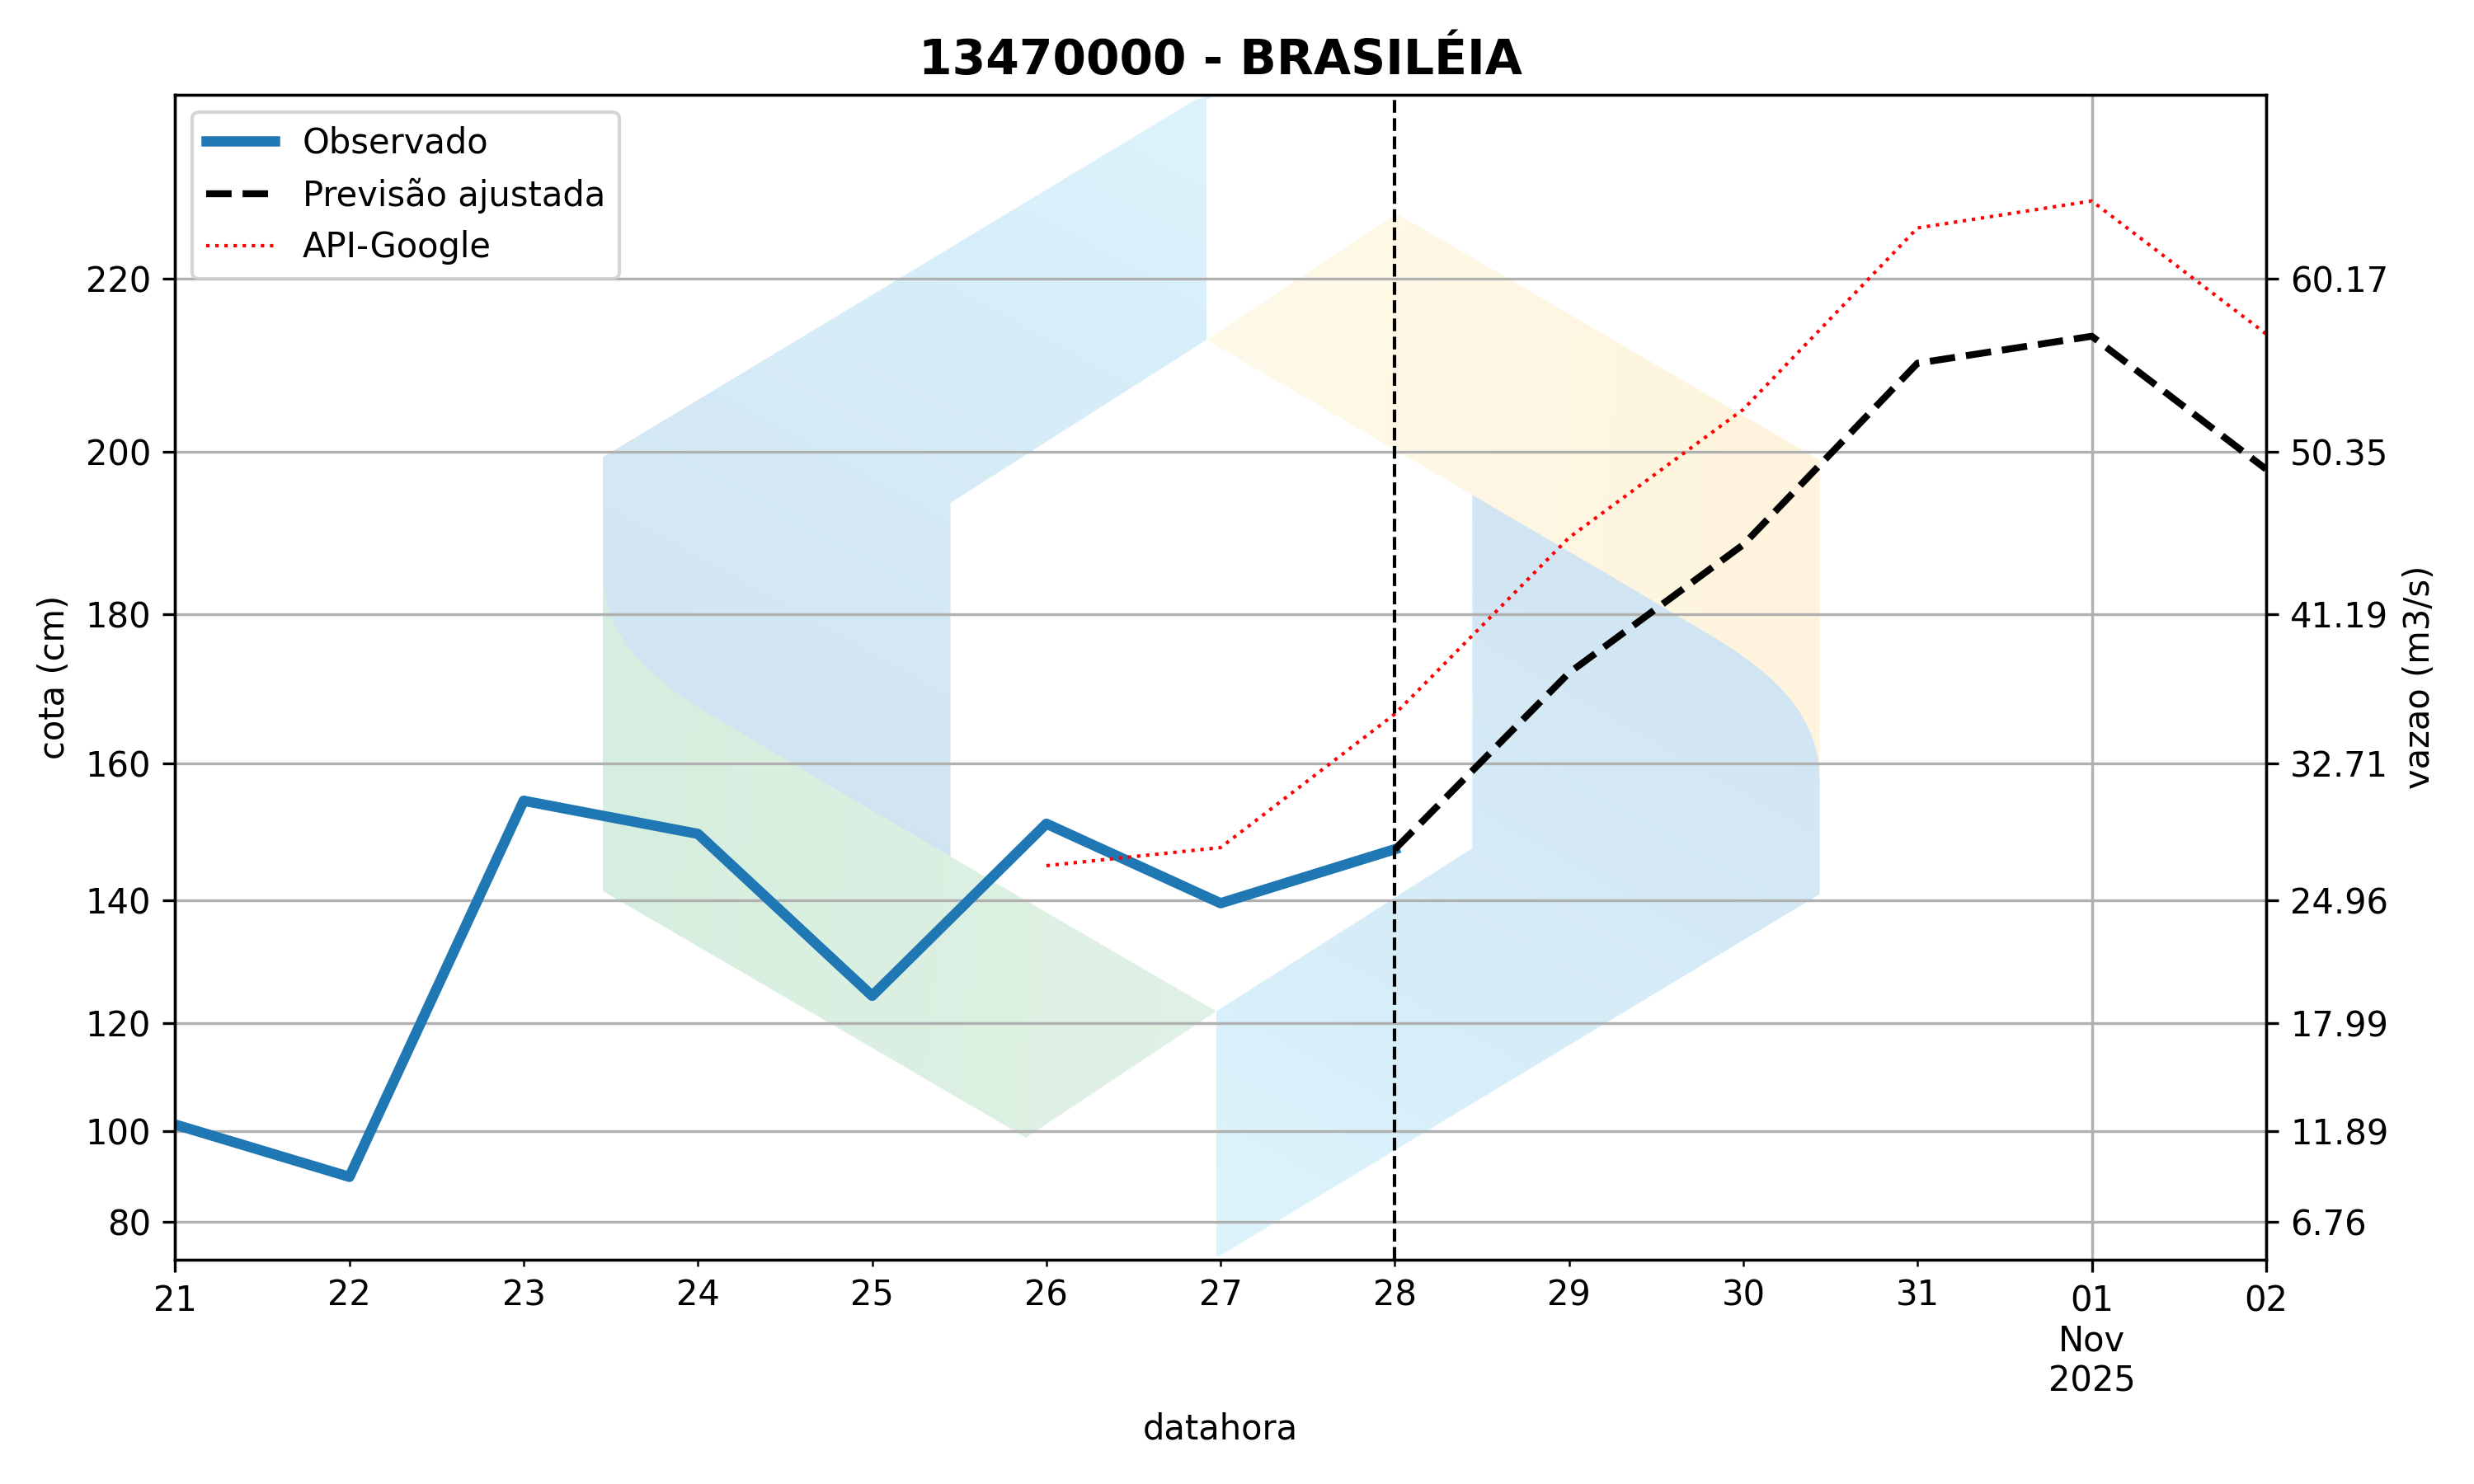 13470000 - BRASILÉIA
Observado
Previsão ajustada
API-Google
220
200
180
160
140
120
100
80
cota (cm)
60.17
50.35
41.19
32.71
24.96
17.99
11.89
6.76
vazao (m3/s)
21 22 23 24 25 26 27 28 29 30 31 01 02
Nov
2025
datahora